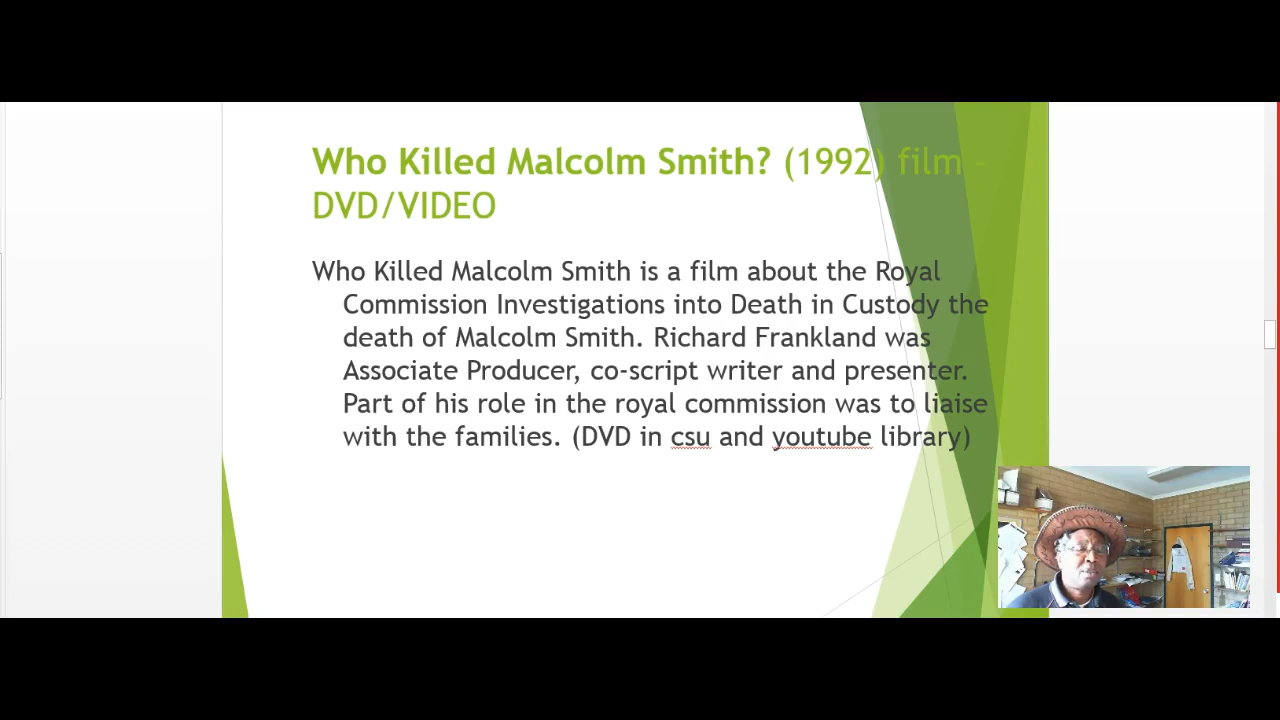 Who Killed Malcolm Smith? (1992) film –
DVD/VIDEO
Who Killed Malcolm Smith is a film about the Royal
Commission Investigations into Death in Custody the
death of Malcolm Smith. Richard Frankland was
Associate Producer, co-script writer and presenter.
Part of his role in the royal commission was to liaise
with the families. (DVD in csu and youtube library)